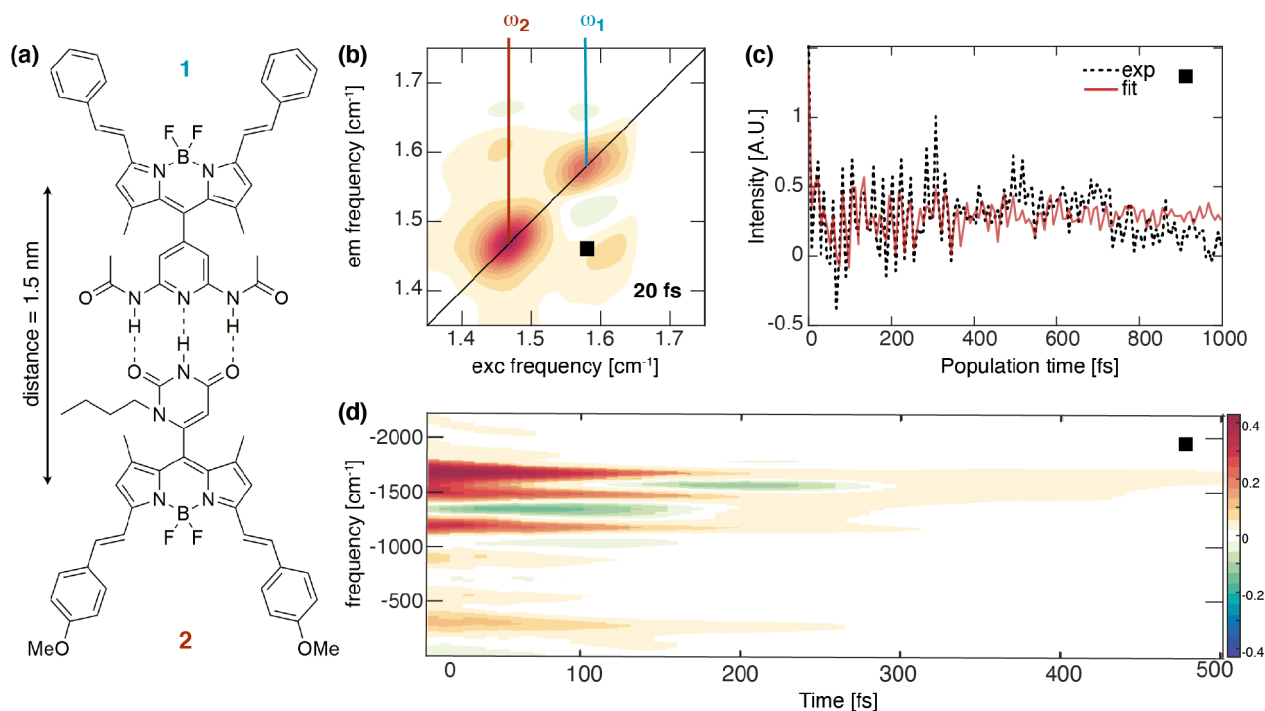 (a)
1
F F
B
N N
O N N N O
H H H
O N O
N
distance = 1.5 nm
N N
B
F F
MeO OMe
2
(b)
ω2 ω1
em frequency [cm⁻¹]
1.7
1.6
1.5
1.4
20 fs
1.4 1.5 1.6 1.7
exc frequency [cm⁻¹]
(c)
exp
fit
Intensity [A.U.]
1
0.5
0
-0.5
0 200 400 600 800 1000
Population time [fs]
(d)
frequency [cm⁻¹]
-2000
-1500
-1000
-500
0 100 200 300 400 500
Time [fs]
0.4
0.2
0
-0.2
-0.4